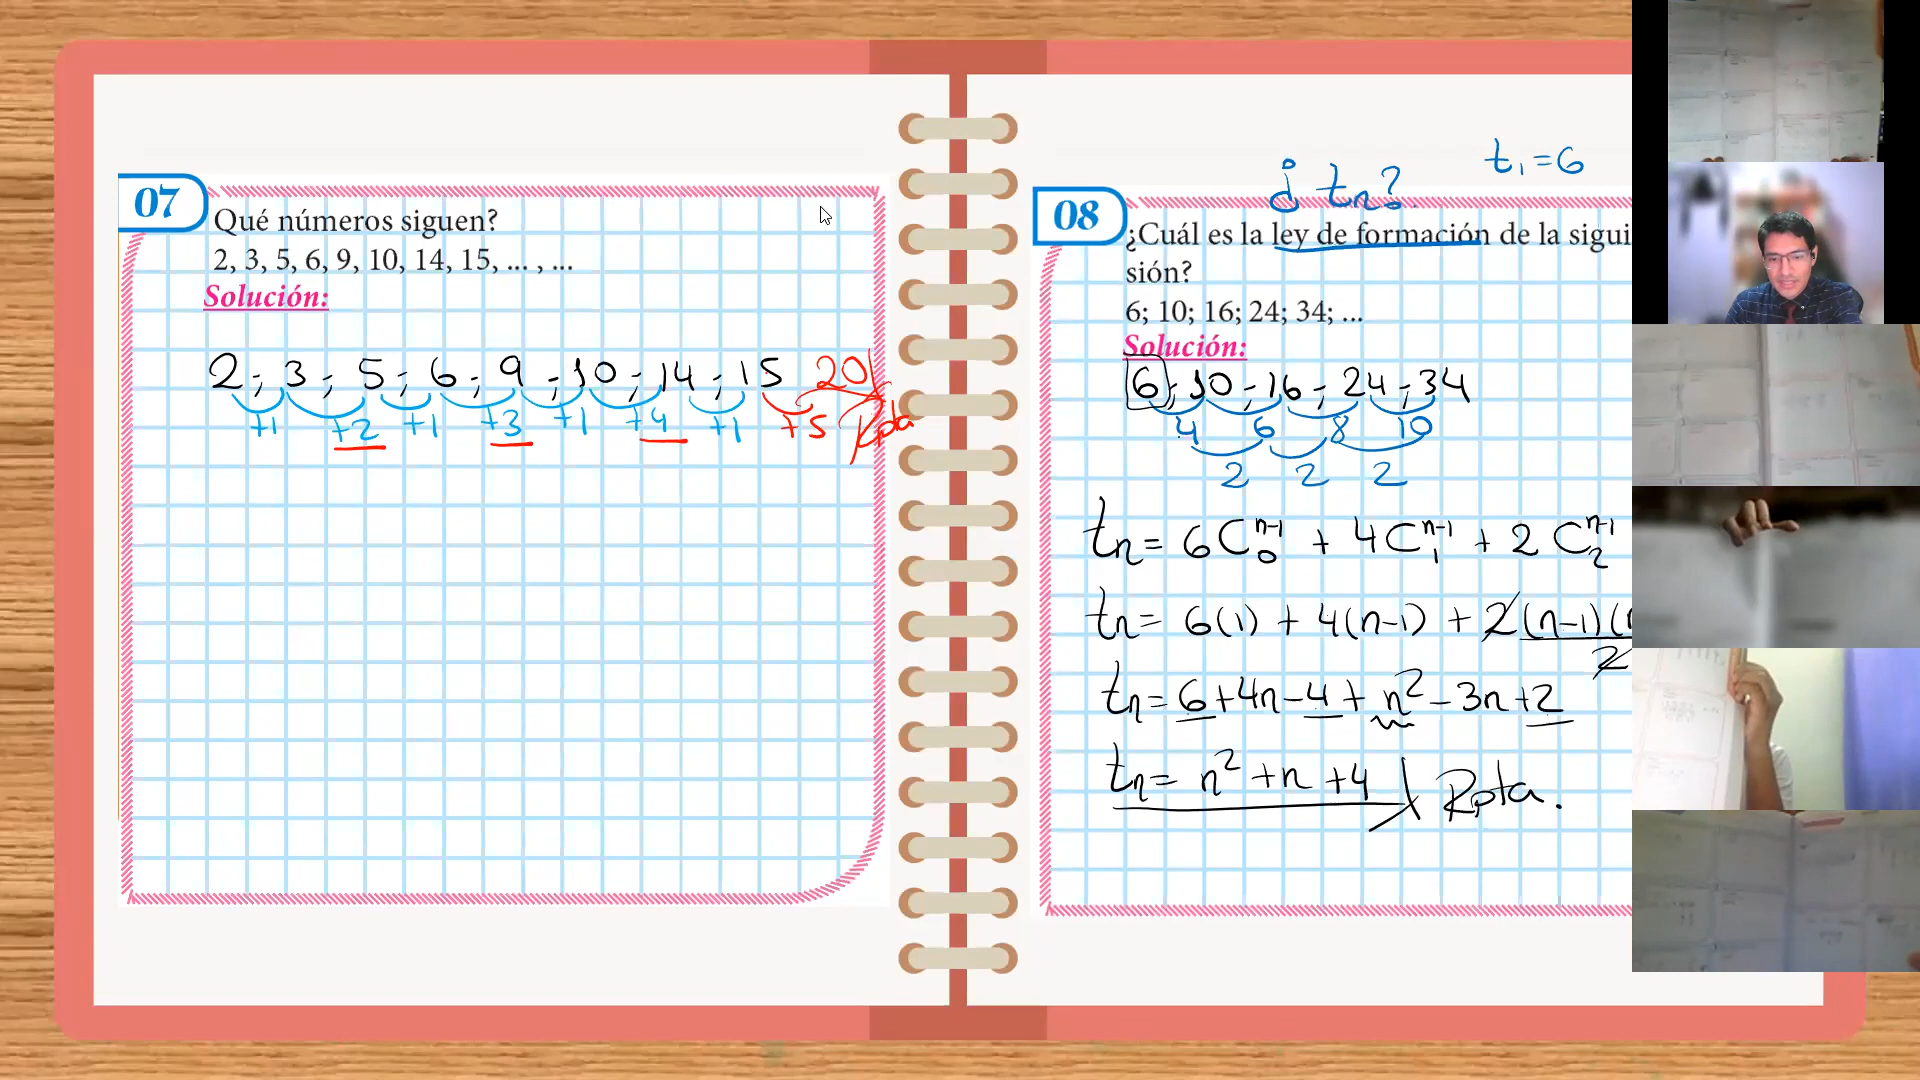 07
Qué números siguen?
2, 3, 5, 6, 9, 10, 14, 15, ... , ...
Solución:
2 ; 3 ; 5 ; 6 ; 9 ; 10 ; 14 ; 15 20
+1 +2 +1 +3 +1 +4 +1 +5 Rpta
¿ tn? t1 = 6
08
¿Cuál es la ley de formación de la sigui
sión?
6; 10; 16; 24; 34; ...
Solución:
6 ; 10 ; 16 ; 24 ; 34
4 6 8 10
2 2 2
tn = 6C₀ⁿ⁻¹ + 4C₁ⁿ⁻¹ + 2C₂ⁿ⁻¹
tn = 6(1) + 4(n-1) + 2(n-1)(n
2
tn = 6 + 4n - 4 + n² - 3n + 2
tn = n² + n + 4 Rpta.